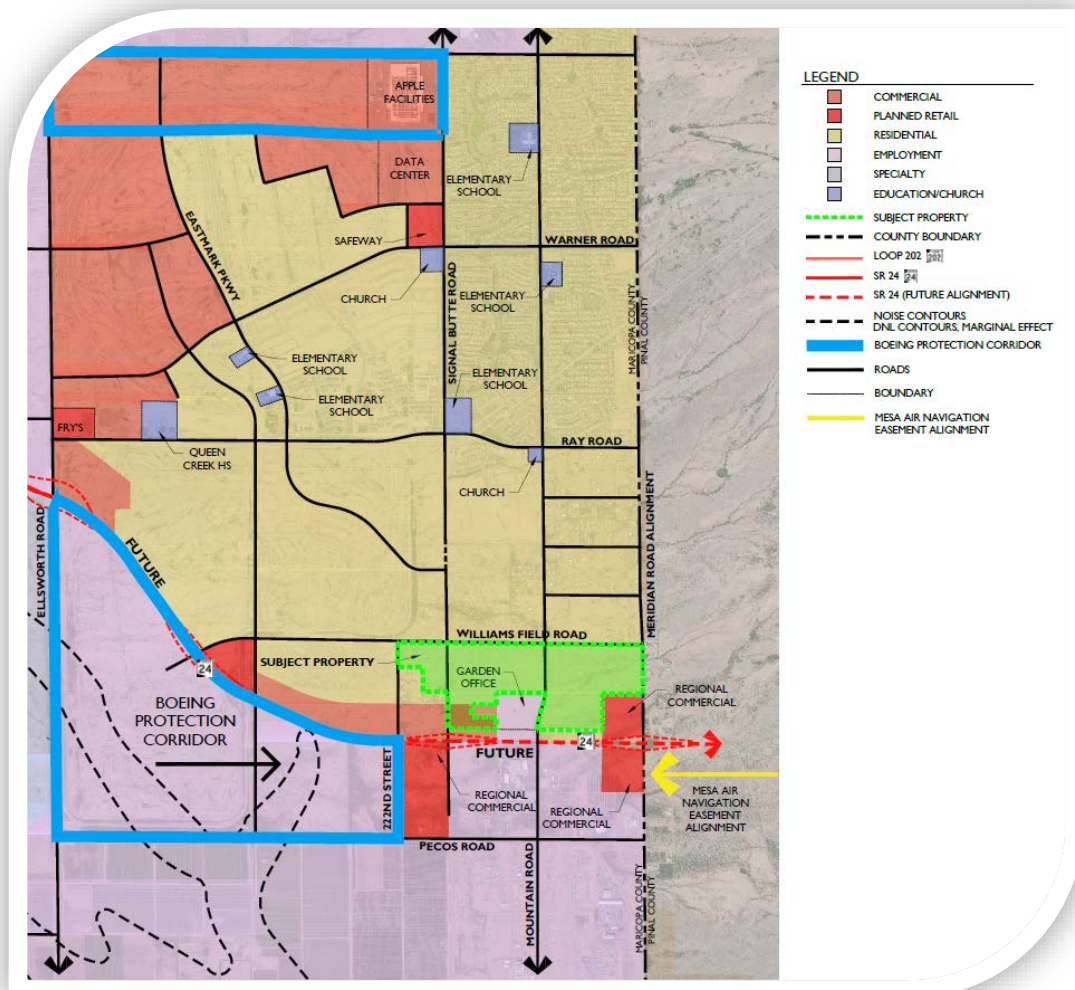 APPLE
FACILITIES
DATA
CENTER
ELEMENTARY
SCHOOL
SAFEWAY
WARNER ROAD
EASTMARK PKWY
CHURCH
SIGNAL BUTTE ROAD
ELEMENTARY
SCHOOL
MARICOPA COUNTY
PINAL COUNTY
ELEMENTARY
SCHOOL
ELEMENTARY
SCHOOL
ELEMENTARY
SCHOOL
FRY'S
QUEEN
CREEK HS
RAY ROAD
CHURCH
ELLSWORTH ROAD
FUTURE
MERIDIAN ROAD ALIGNMENT
WILLIAMS FIELD ROAD
24
SUBJECT PROPERTY
GARDEN
OFFICE
REGIONAL
COMMERCIAL
BOEING
PROTECTION
CORRIDOR
24
FUTURE
222ND STREET
REGIONAL
COMMERCIAL
REGIONAL
COMMERCIAL
MESA AIR
NAVIGATION
EASEMENT
ALIGNMENT
PECOS ROAD
MOUNTAIN ROAD
MARICOPA COUNTY
PINAL COUNTY
LEGEND
COMMERCIAL
PLANNED RETAIL
RESIDENTIAL
EMPLOYMENT
SPECIALTY
EDUCATION/CHURCH
SUBJECT PROPERTY
COUNTY BOUNDARY
LOOP 202 202
SR 24 24
SR 24 (FUTURE ALIGNMENT)
NOISE CONTOURS
DNL CONTOURS, MARGINAL EFFECT
BOEING PROTECTION CORRIDOR
ROADS
BOUNDARY
MESA AIR NAVIGATION
EASEMENT ALIGNMENT